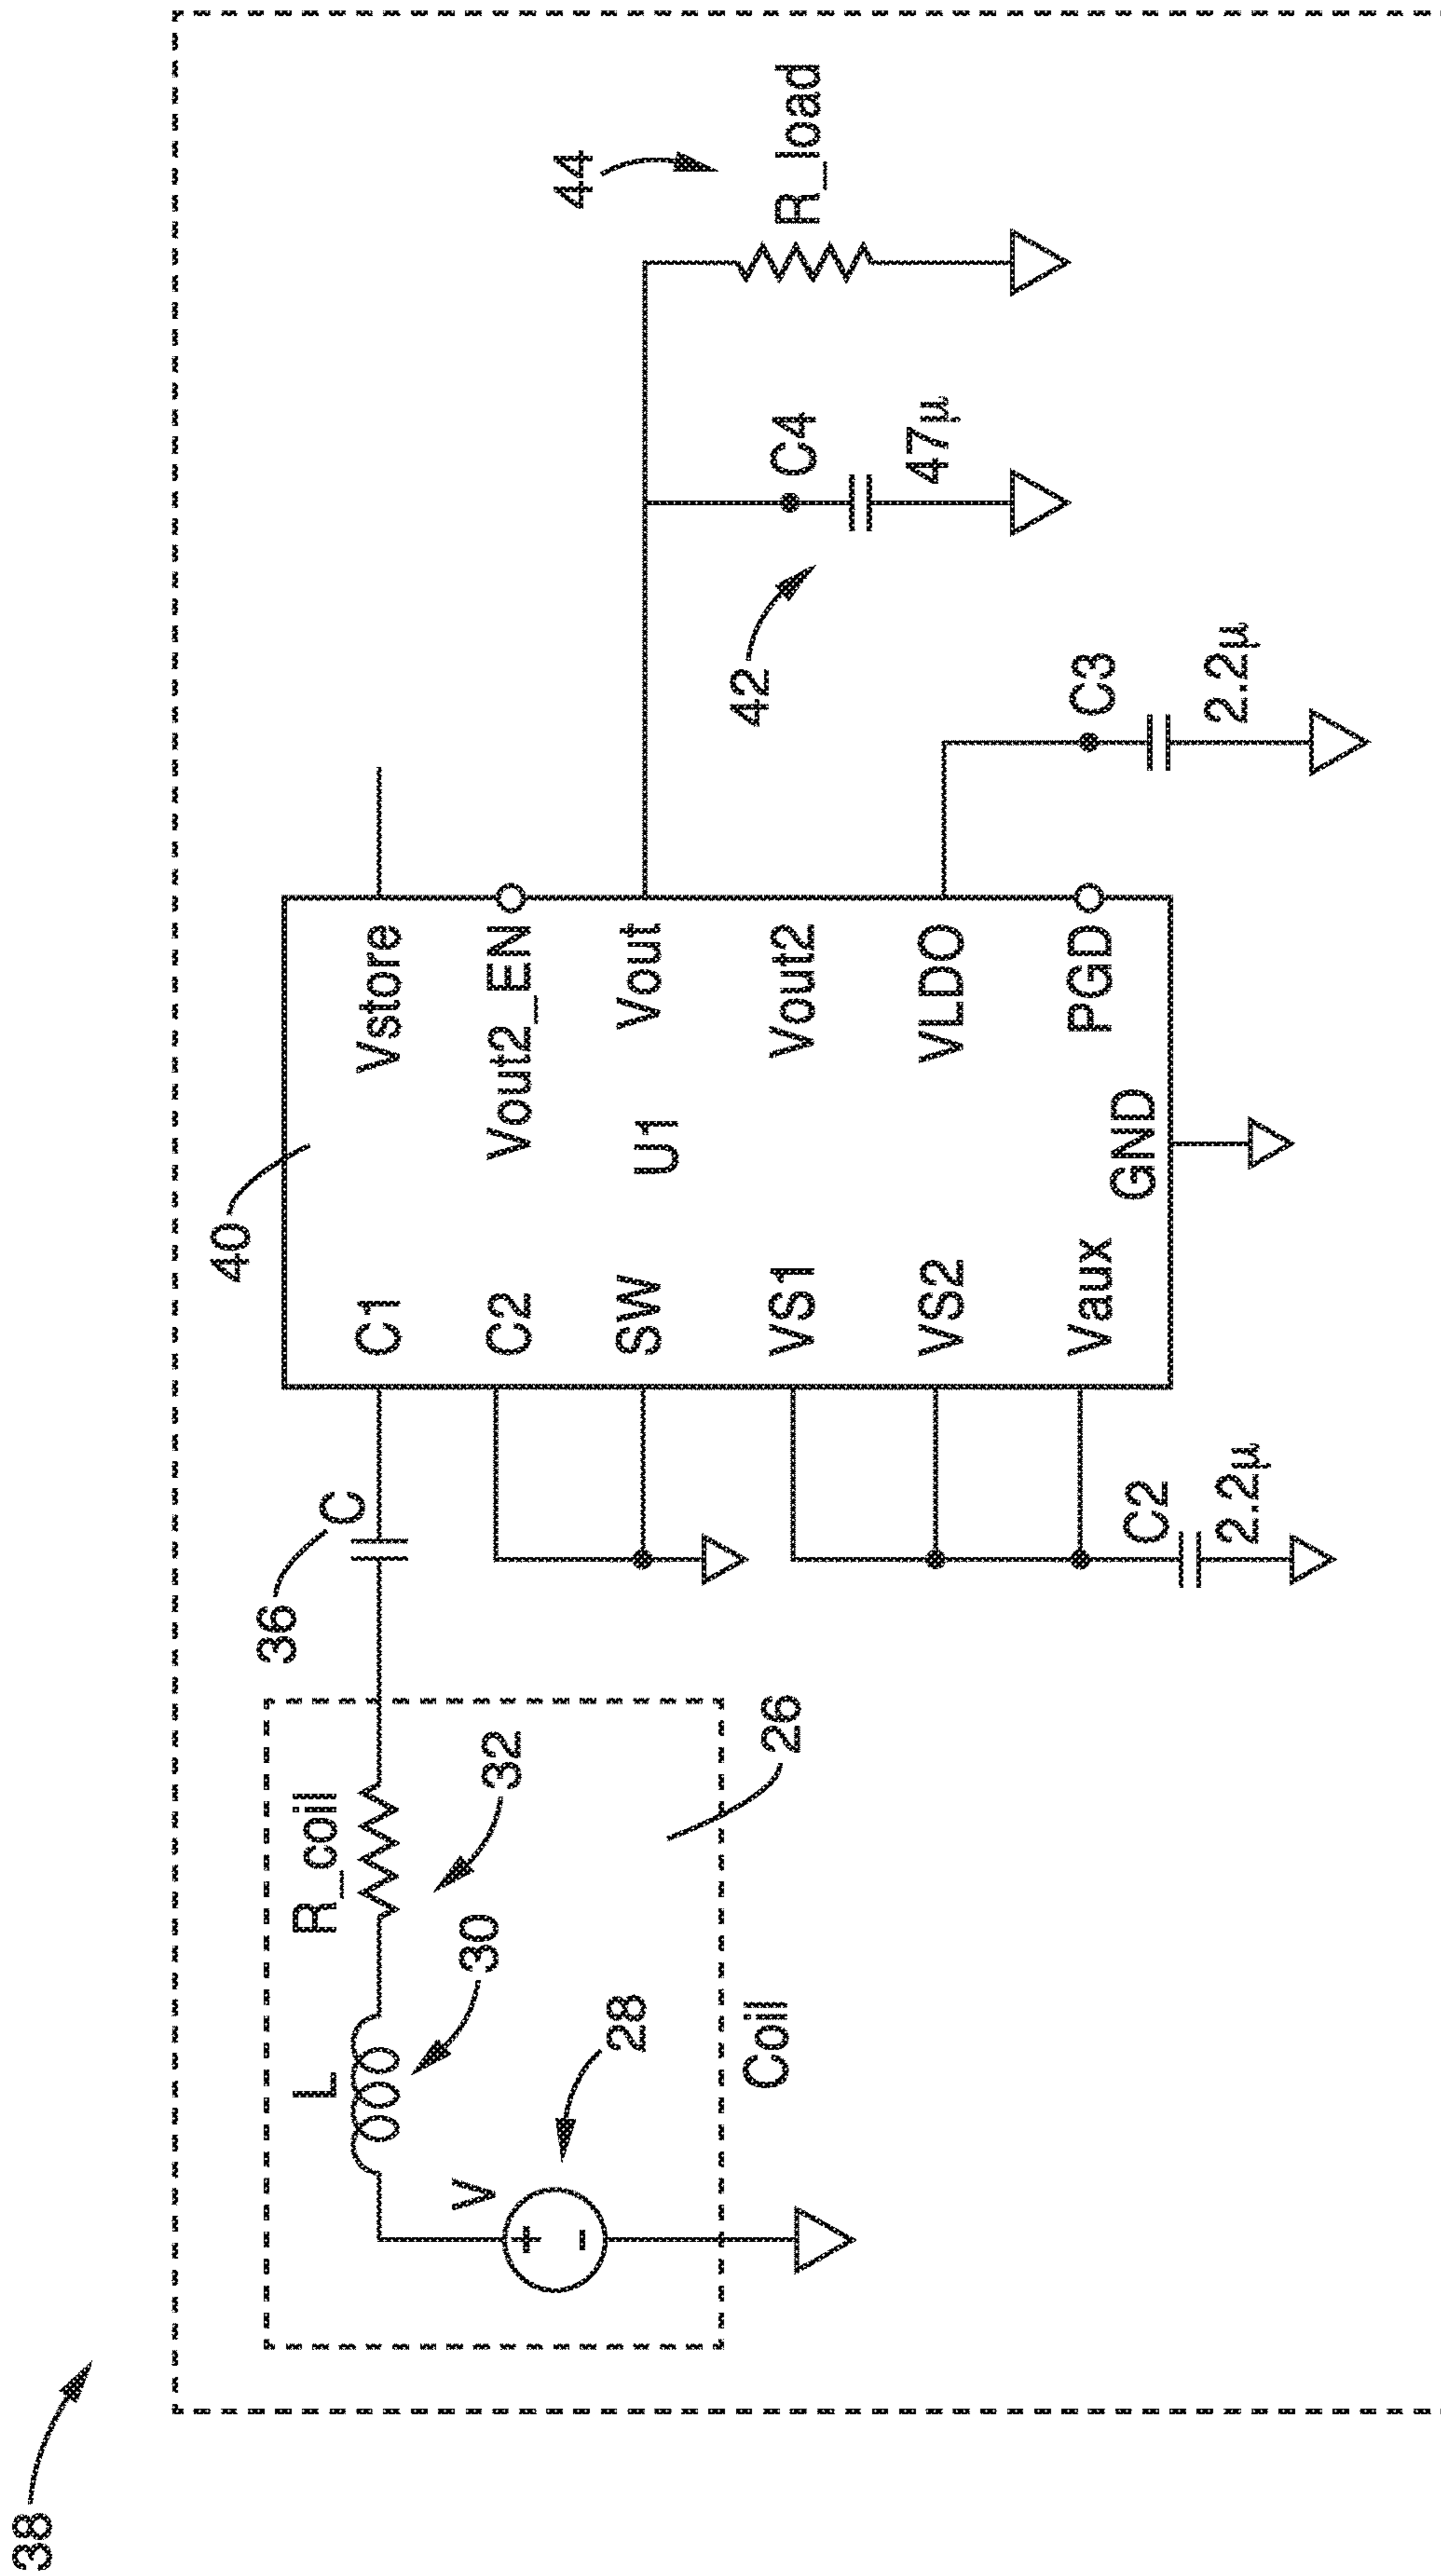 38
40
44
36
C
R_load
L
R_coil
C1
Vstore
V
C2
Vout2_EN
30
32
28
SW
U1
Vout
26
42
C4
Coil
VS1
Vout2
47µ
VS2
VLDO
Vaux
GND
PGD
C3
C2
2.2µ
2.2µ
+
-